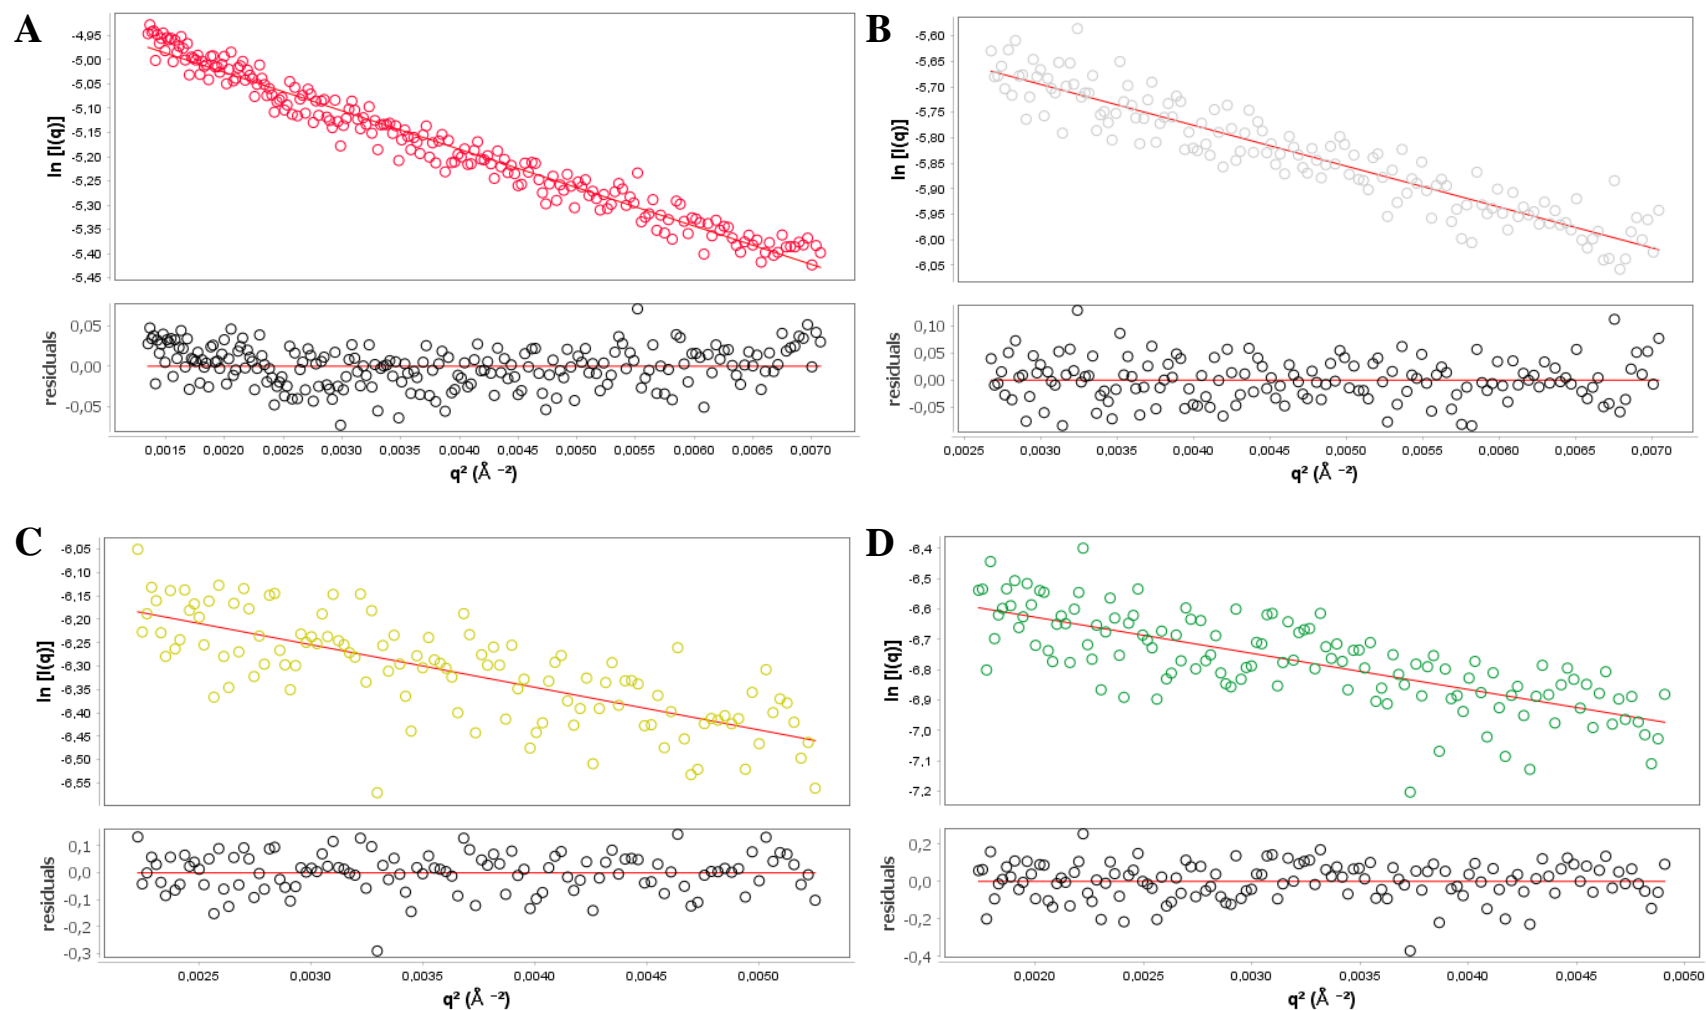 A
ln [I(q)]
-4,95
-5,00
-5,05
-5,10
-5,15
-5,20
-5,25
-5,30
-5,35
-5,40
-5,45
residuals
0,05
0,00
-0,05
0,0015 0,0020 0,0025 0,0030 0,0035 0,0040 0,0045 0,0050 0,0055 0,0060 0,0065 0,0070
q² (Å ⁻²)
B
ln [I(q)]
-5,60
-5,65
-5,70
-5,75
-5,80
-5,85
-5,90
-5,95
-6,00
-6,05
residuals
0,10
0,05
0,00
-0,05
0,0025 0,0030 0,0035 0,0040 0,0045 0,0050 0,0055 0,0060 0,0065 0,0070
q² (Å ⁻²)
C
ln [I(q)]
-6,05
-6,10
-6,15
-6,20
-6,25
-6,30
-6,35
-6,40
-6,45
-6,50
-6,55
residuals
0,1
0,0
-0,1
-0,2
-0,3
0,0025 0,0030 0,0035 0,0040 0,0045 0,0050
q² (Å ⁻²)
D
ln [I(q)]
-6,4
-6,5
-6,6
-6,7
-6,8
-6,9
-7,0
-7,1
-7,2
residuals
0,2
0,0
-0,2
-0,4
0,0020 0,0025 0,0030 0,0035 0,0040 0,0045 0,0050
q² (Å ⁻²)